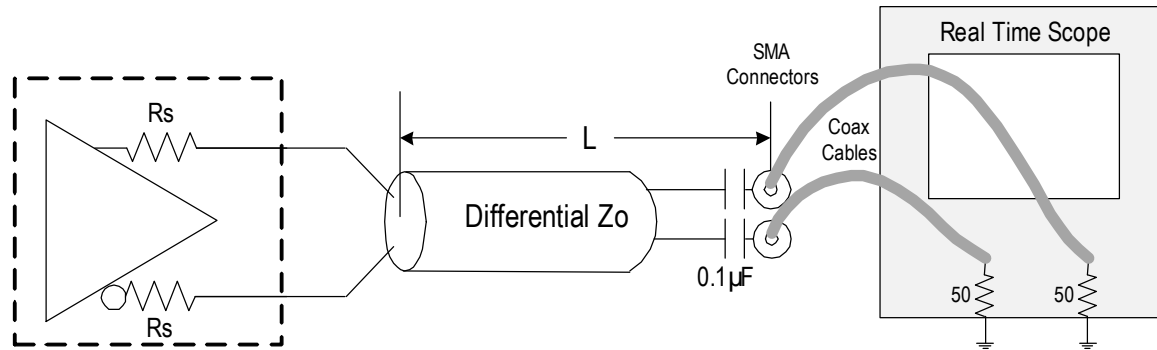 Real Time Scope
SMA
Connectors
Rs
L
Coax
Cables
Differential Zo
0.1µF
50
50
Rs